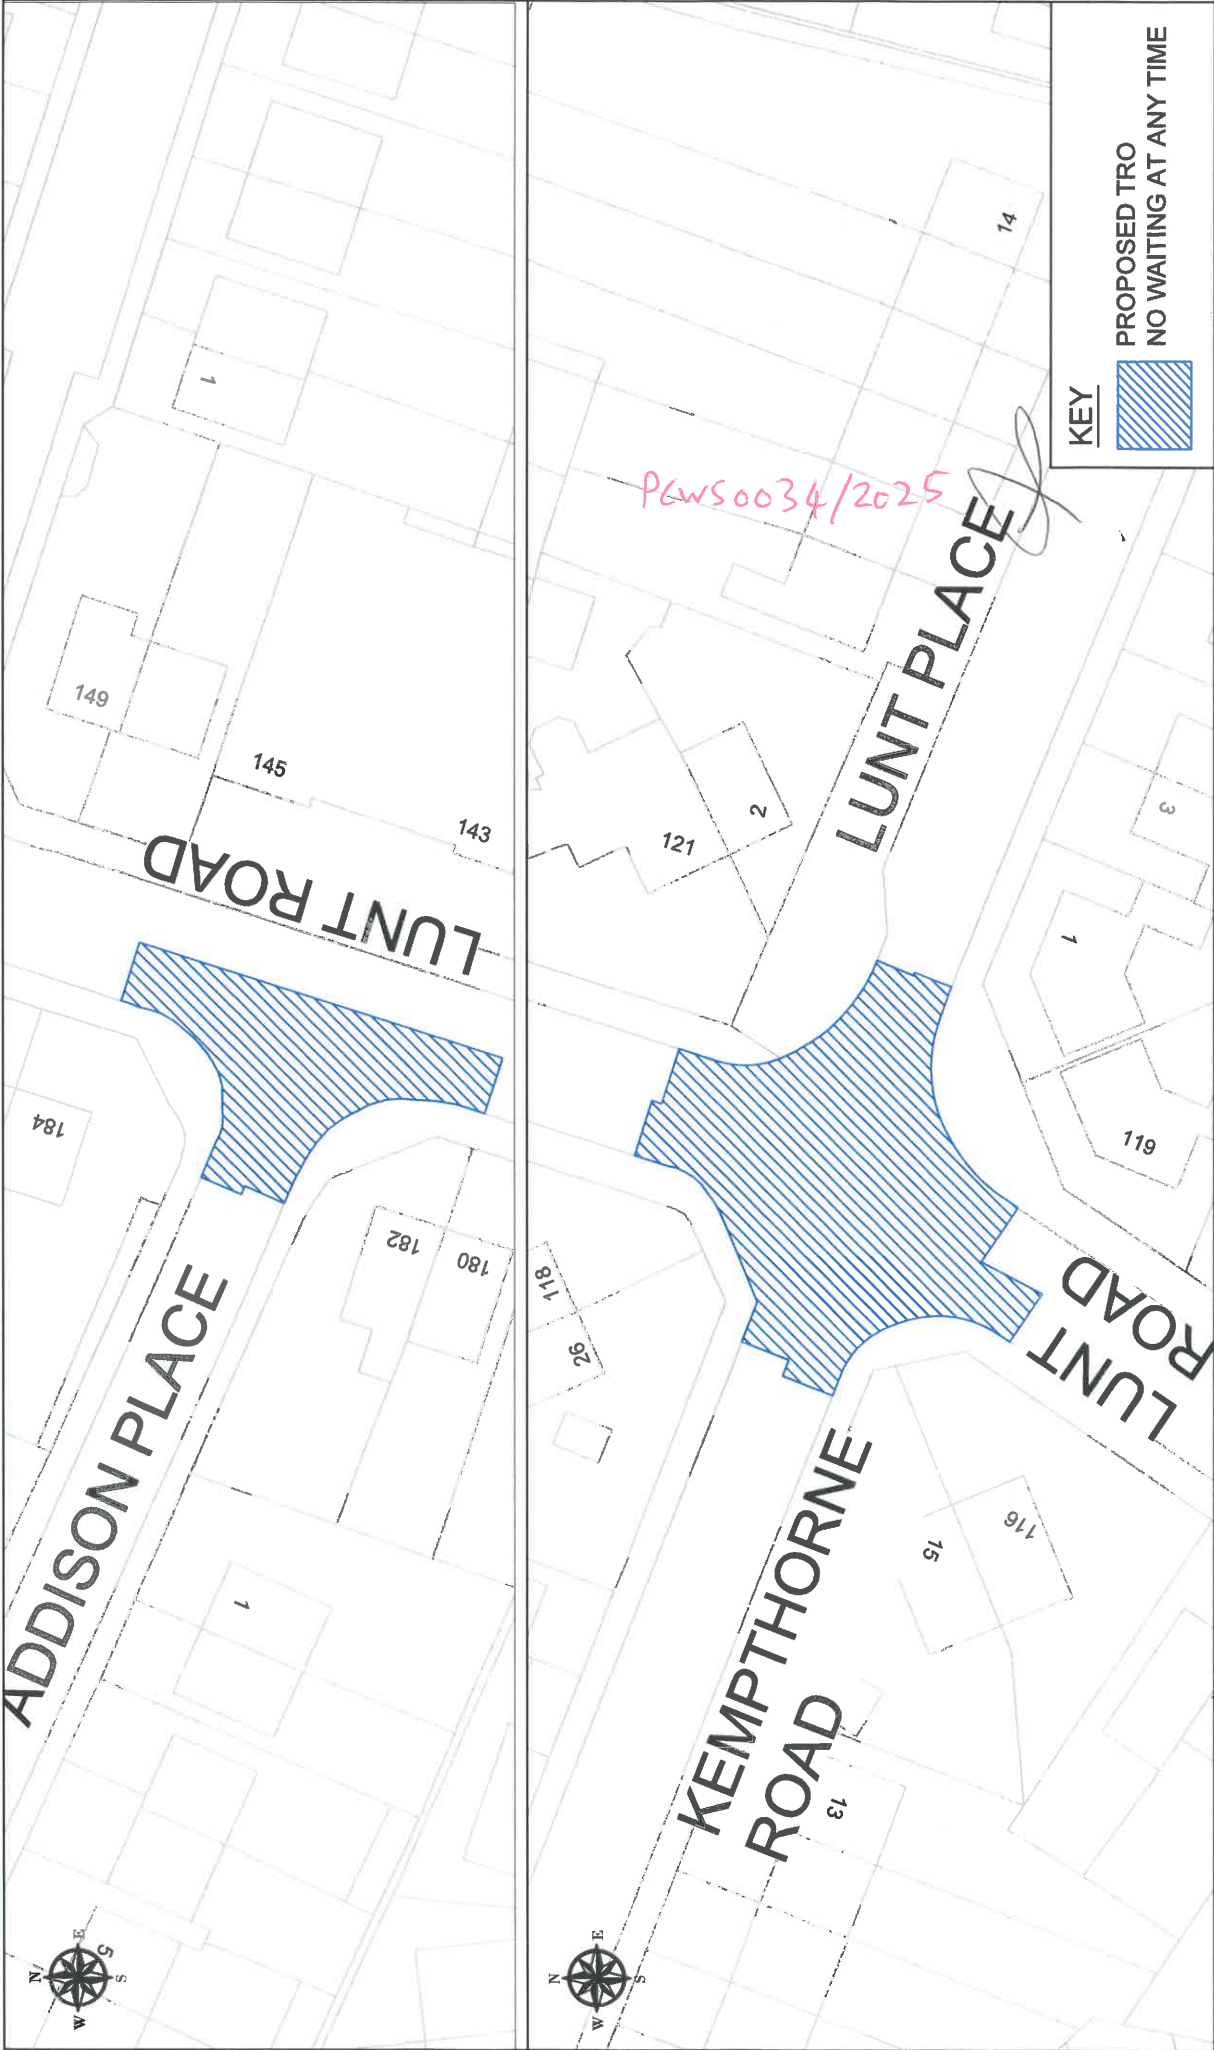 ADDISON PLACE
LUNT ROAD
184
182
180
149
145
143
1
1
5
N
E
S
W
KEMPTHORNE
ROAD
LUNT PLACE
LUNT
ROAD
118
26
121
2
14
13
15
116
119
1
3
N
E
S
W
PCWS0034/2025
KEY
PROPOSED TRO
NO WAITING AT ANY TIME